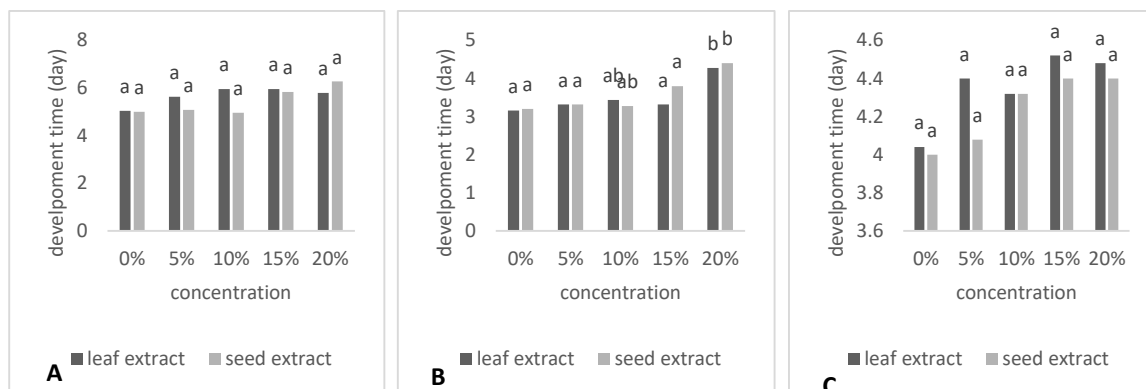 develpoment time (day)
8
6
4
2
0
a a
a a
a a
a a
a a
0% 5% 10% 15% 20%
concentration
leaf extract seed extract
A
develpoment time (day)
5
4
3
2
1
0
a a
a a
ab ab
a a
b b
0% 5% 10% 15% 20%
concentration
leaf extract seed extract
B
develpoment time (day)
4.6
4.4
4.2
4
3.8
3.6
a a
a a
a a
a a
a a
0% 5% 10% 15% 20%
concentration
leaf extract seed extract
C